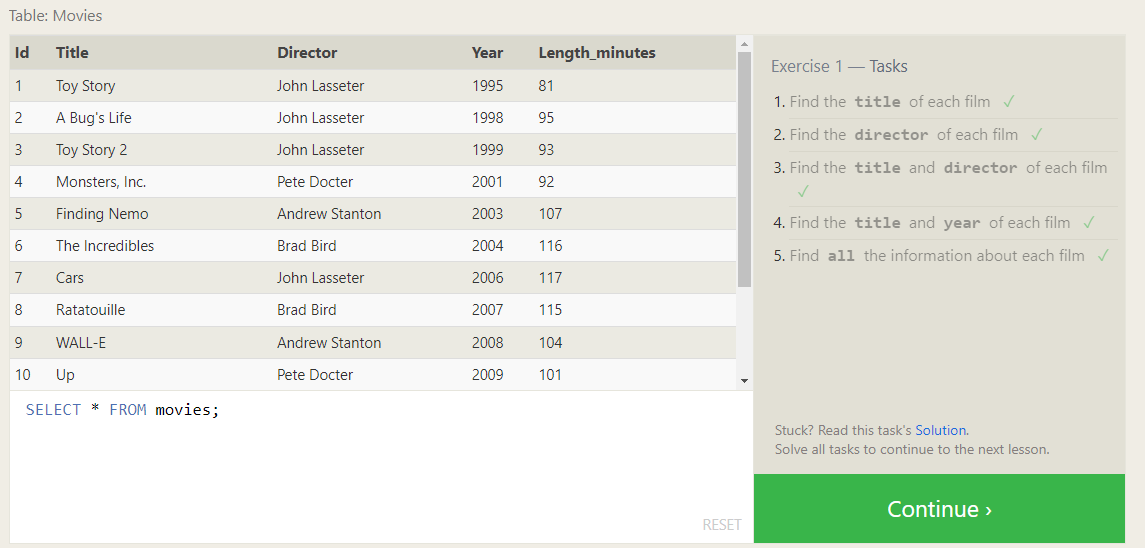 Table: Movies
Id Title Director Year Length_minutes
1 Toy Story John Lasseter 1995 81
2 A Bug's Life John Lasseter 1998 95
3 Toy Story 2 John Lasseter 1999 93
4 Monsters, Inc. Pete Docter 2001 92
5 Finding Nemo Andrew Stanton 2003 107
6 The Incredibles Brad Bird 2004 116
7 Cars John Lasseter 2006 117
8 Ratatouille Brad Bird 2007 115
9 WALL-E Andrew Stanton 2008 104
10 Up Pete Docter 2009 101
SELECT * FROM movies;
RESET
Exercise 1 — Tasks
1. Find the title of each film ✓
2. Find the director of each film ✓
3. Find the title and director of each film
✓
4. Find the title and year of each film ✓
5. Find all the information about each film ✓
Stuck? Read this task's Solution.
Solve all tasks to continue to the next lesson.
Continue ›